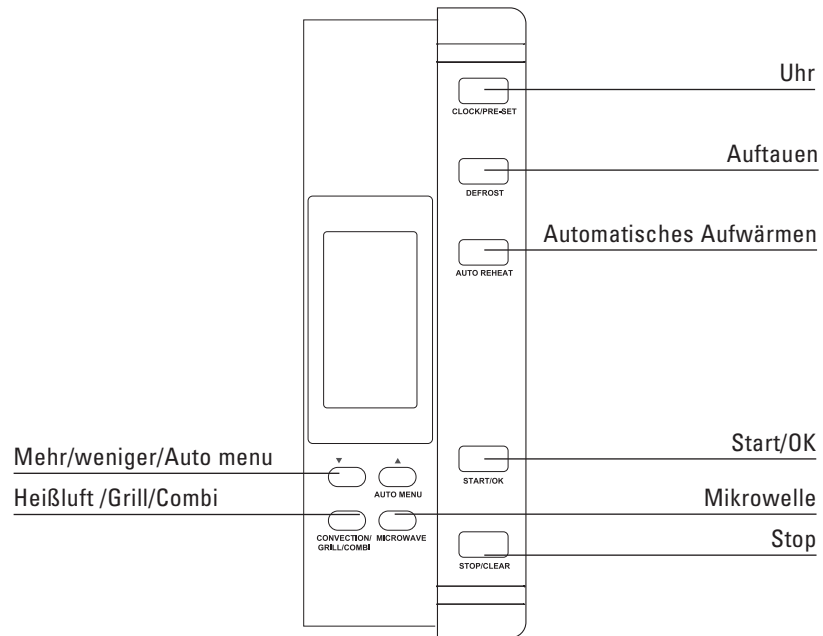 Uhr
CLOCK/PRE-SET
Auftauen
DEFROST
Automatisches Aufwärmen
AUTO REHEAT
Mehr/weniger/Auto menu
▼ ▲
AUTO MENU
Heißluft /Grill/Combi
CONVECTION/
GRILL/COMBI
MICROWAVE
Start/OK
START/OK
Mikrowelle
Stop
STOP/CLEAR